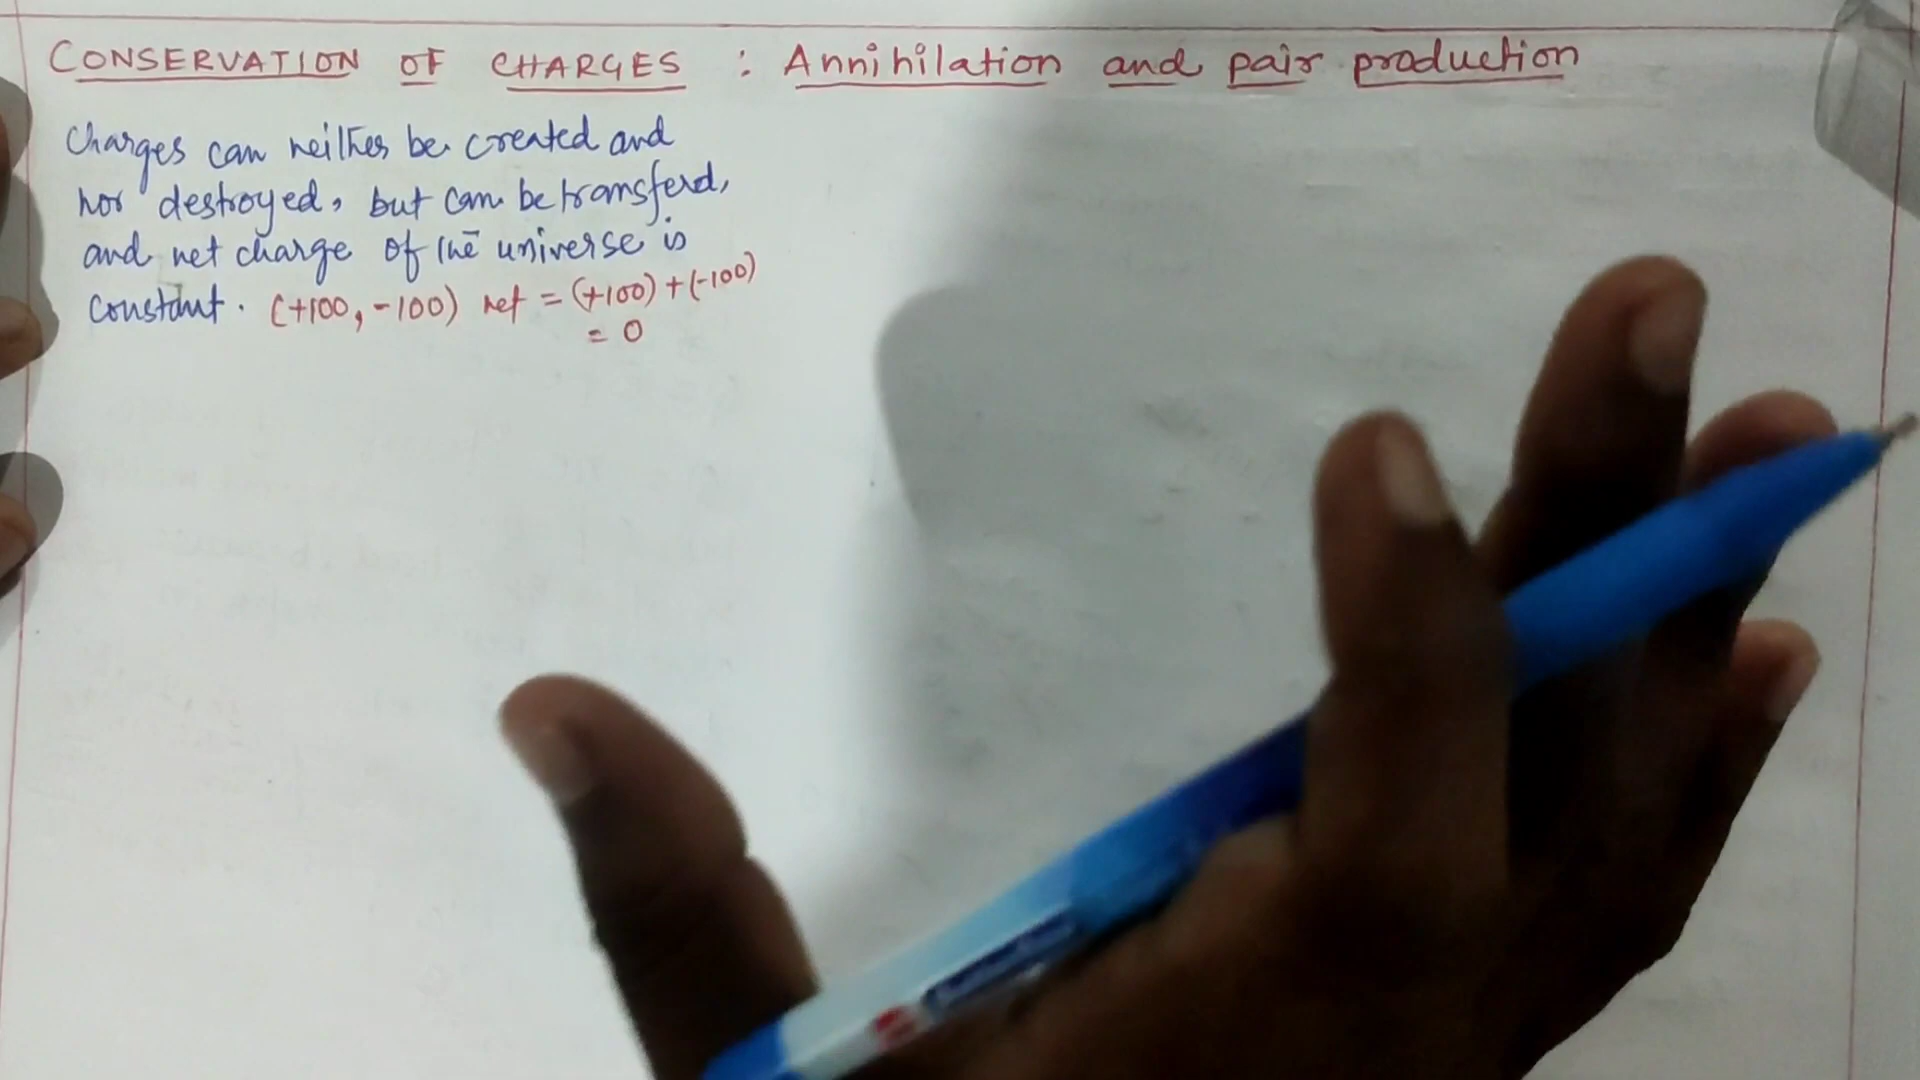 CONSERVATION OF CHARGES : Annihilation and pair production
Charges can neither be created and
nor destroyed, but can be transferd,
and net charge of the universe is
constant. (+100, -100) net = (+100) + (-100)
= 0